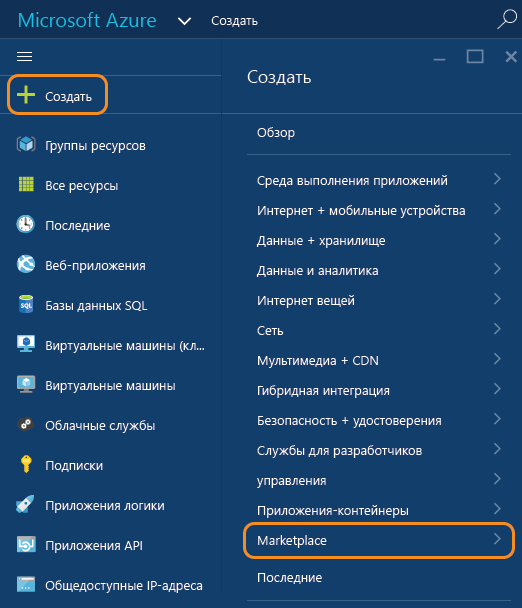 Microsoft Azure Создать
Создать
Группы ресурсов
Все ресурсы
Последние
Веб-приложения
Базы данных SQL
Виртуальные машины (кл...
Виртуальные машины
Облачные службы
Подписки
Приложения логики
Приложения API
Общедоступные IP-адреса
Создать
Обзор
Среда выполнения приложений
Интернет + мобильные устройства
Данные + хранилище
Данные и аналитика
Интернет вещей
Сеть
Мультимедиа + CDN
Гибридная интеграция
Безопасность + удостоверения
Службы для разработчиков
управления
Приложения-контейнеры
Marketplace
Последние